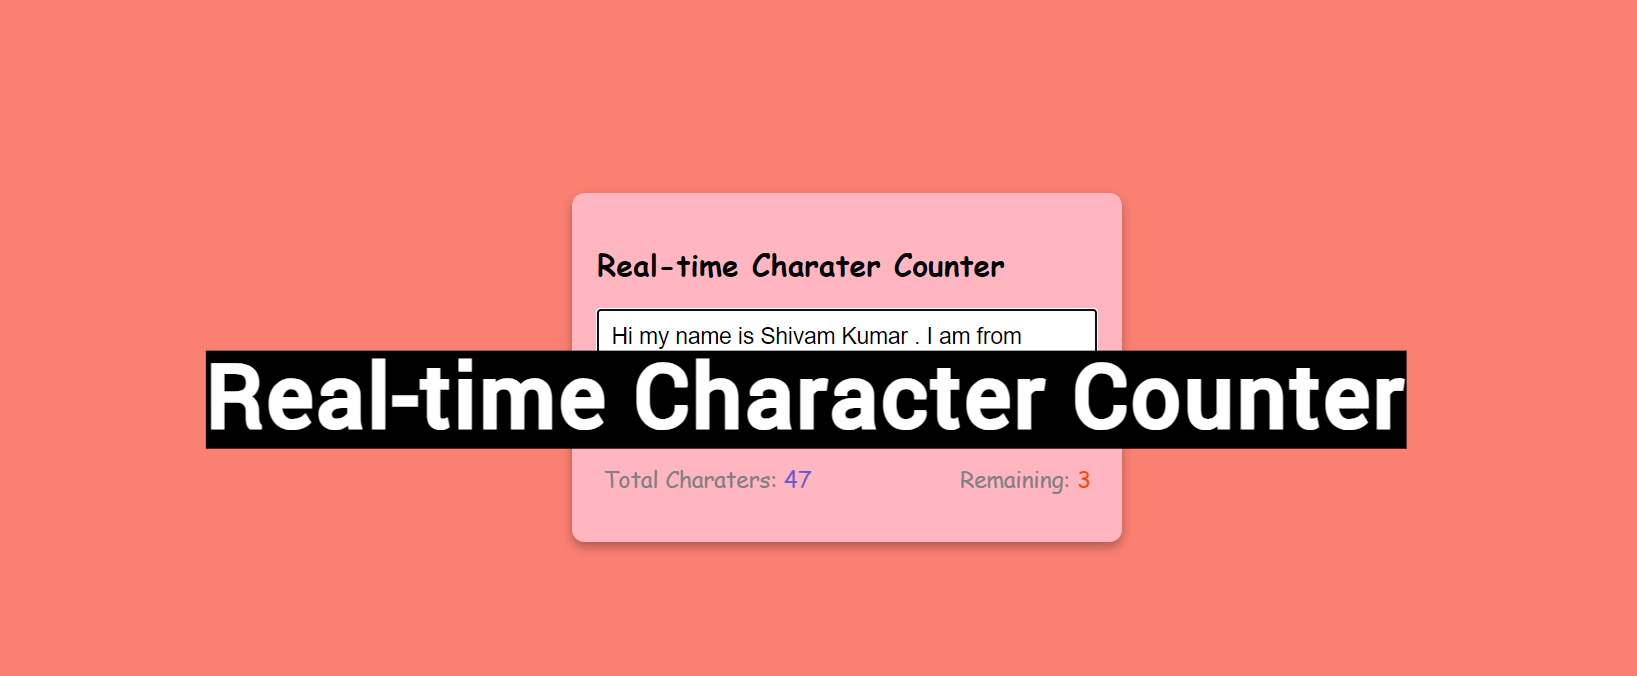 Real-time Charater Counter
Hi my name is Shivam Kumar . I am from
Real-time Character Counter
Total Charaters: 47
Remaining: 3